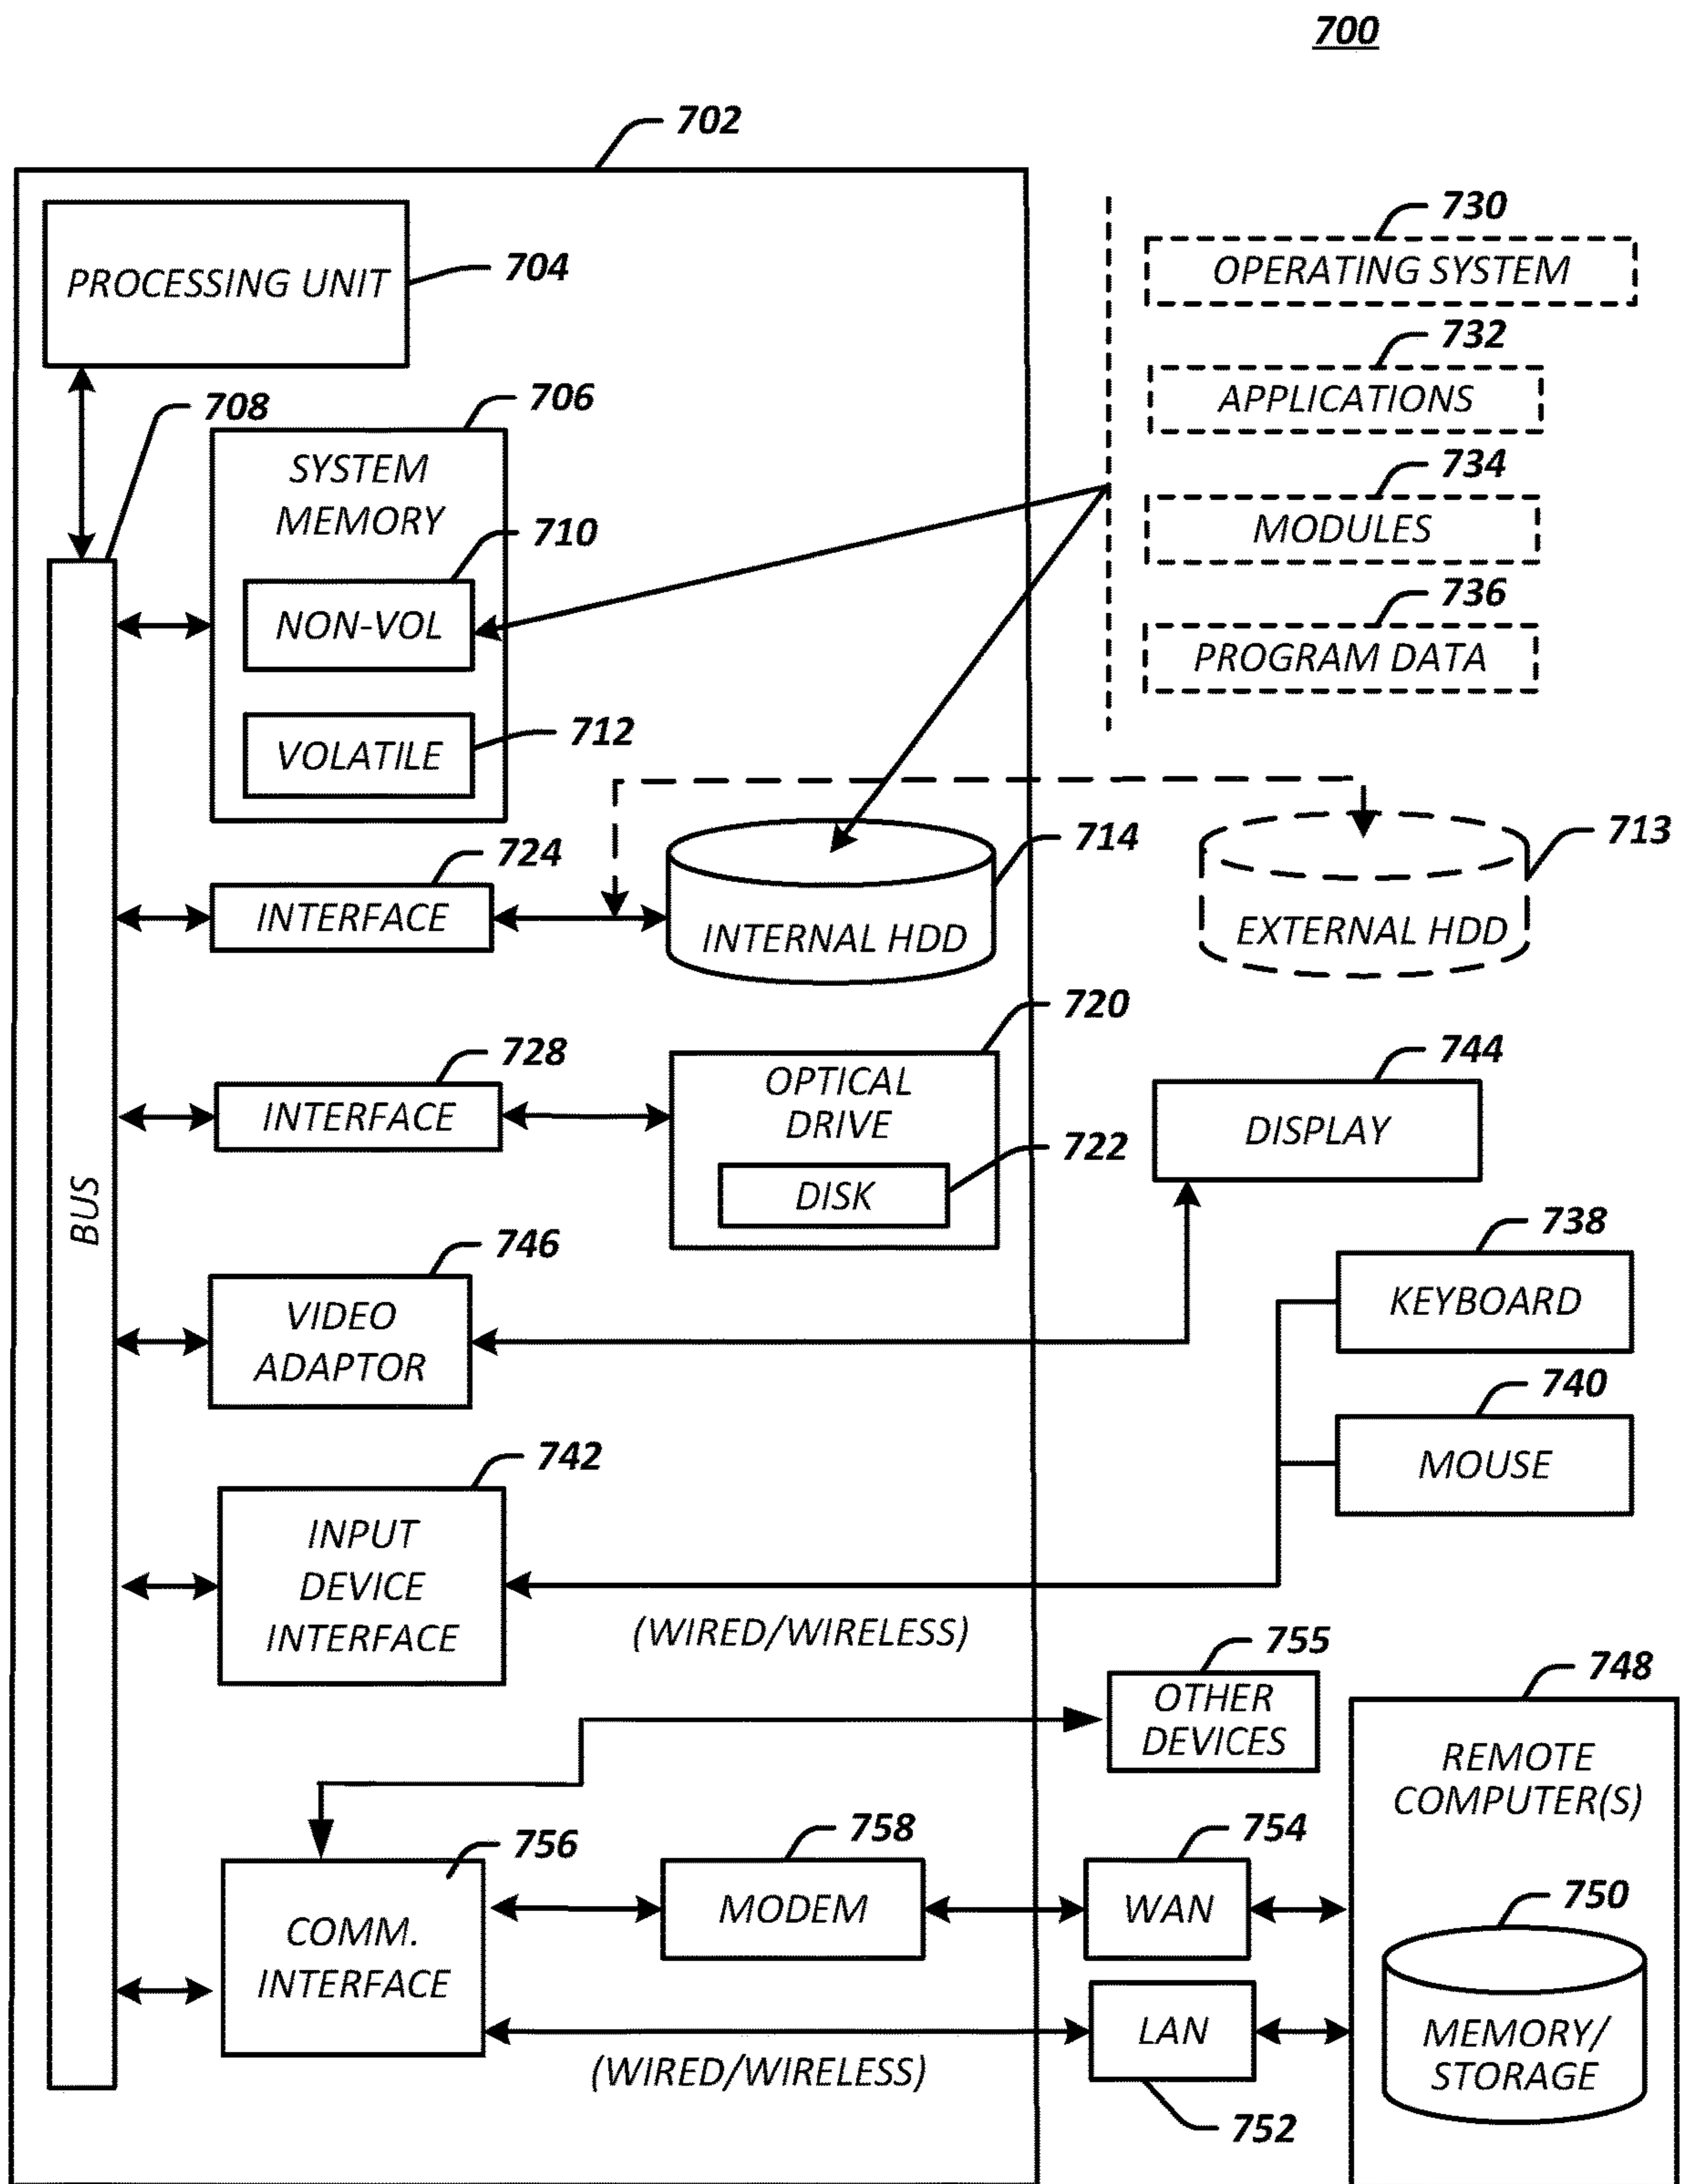 700
702
PROCESSING UNIT
704
730
OPERATING SYSTEM
732
APPLICATIONS
734
MODULES
736
PROGRAM DATA
708
706
SYSTEM
MEMORY
710
NON-VOL
712
VOLATILE
724
INTERFACE
714
INTERNAL HDD
713
EXTERNAL HDD
728
INTERFACE
720
OPTICAL
DRIVE
722
DISK
744
DISPLAY
BUS
746
VIDEO
ADAPTOR
738
KEYBOARD
740
MOUSE
742
INPUT
DEVICE
INTERFACE
(WIRED/WIRELESS)
755
OTHER
DEVICES
748
REMOTE
COMPUTER(S)
756
COMM.
INTERFACE
758
MODEM
754
WAN
750
MEMORY/
STORAGE
LAN
752
(WIRED/WIRELESS)